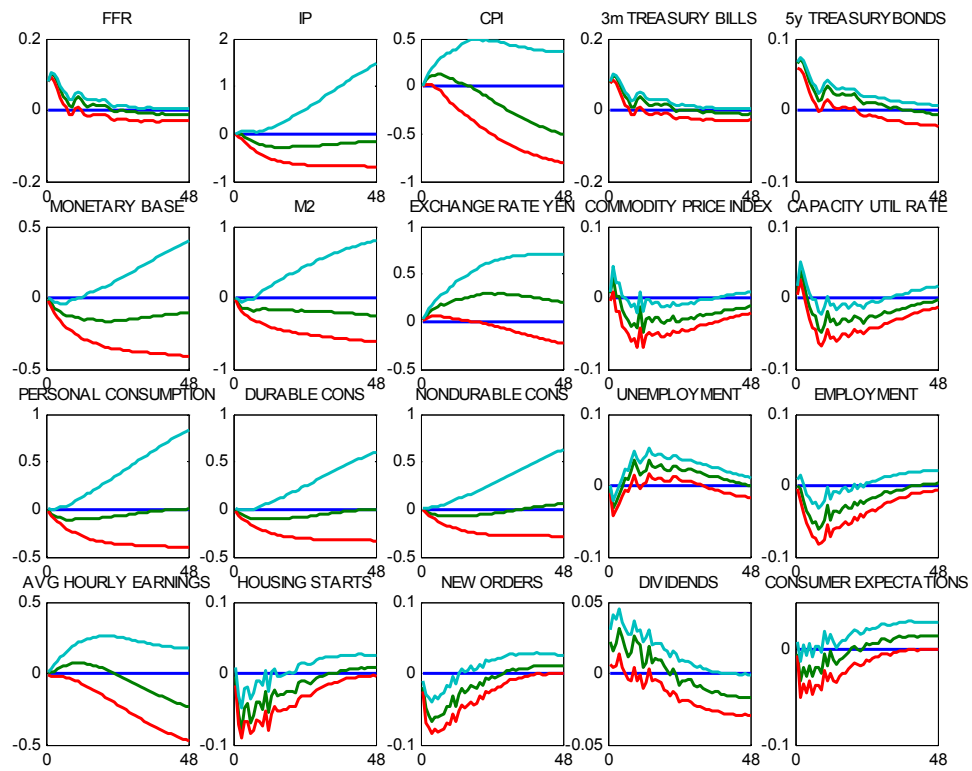 FFR IP CPI 3m TREASURY BILLS 5y TREASURY BONDS
0.2 2 0.5 0.2 0.1
1 0
0 0 0 0
-0.5
-0.2 -1 -1 -0.2 -0.1
0 48 0 48 0 48 0 48 0 48
MONETARY BASE M2 EXCHANGE RATE YEN COMMODITY PRICE INDEX CAPACITY UTIL RATE
0.5 1 1 0.1 0.1
0.5
0 0 0 0 0
-0.5 -1 -0.5 -0.1 -0.1
0 48 0 48 0 48 0 48 0 48
PERSONAL CONSUMPTION DURABLE CONS NONDURABLE CONS UNEMPLOYMENT EMPLOYMENT
1 1 1 0.1 0.1
0.5 0.5 0.5
0 0
0 0 0
-0.5 -0.5 -0.5 -0.1 -0.1
0 48 0 48 0 48 0 48 0 48
AVG HOURLY EARNINGS HOUSING STARTS NEW ORDERS DIVIDENDS CONSUMER EXPECTATIONS
0.5 0.1 0.1 0.05 0.1
0 0 0 0 0
-0.5 -0.1 -0.1 0.05 -0.1
0 48 0 48 0 48 0 48 0 48